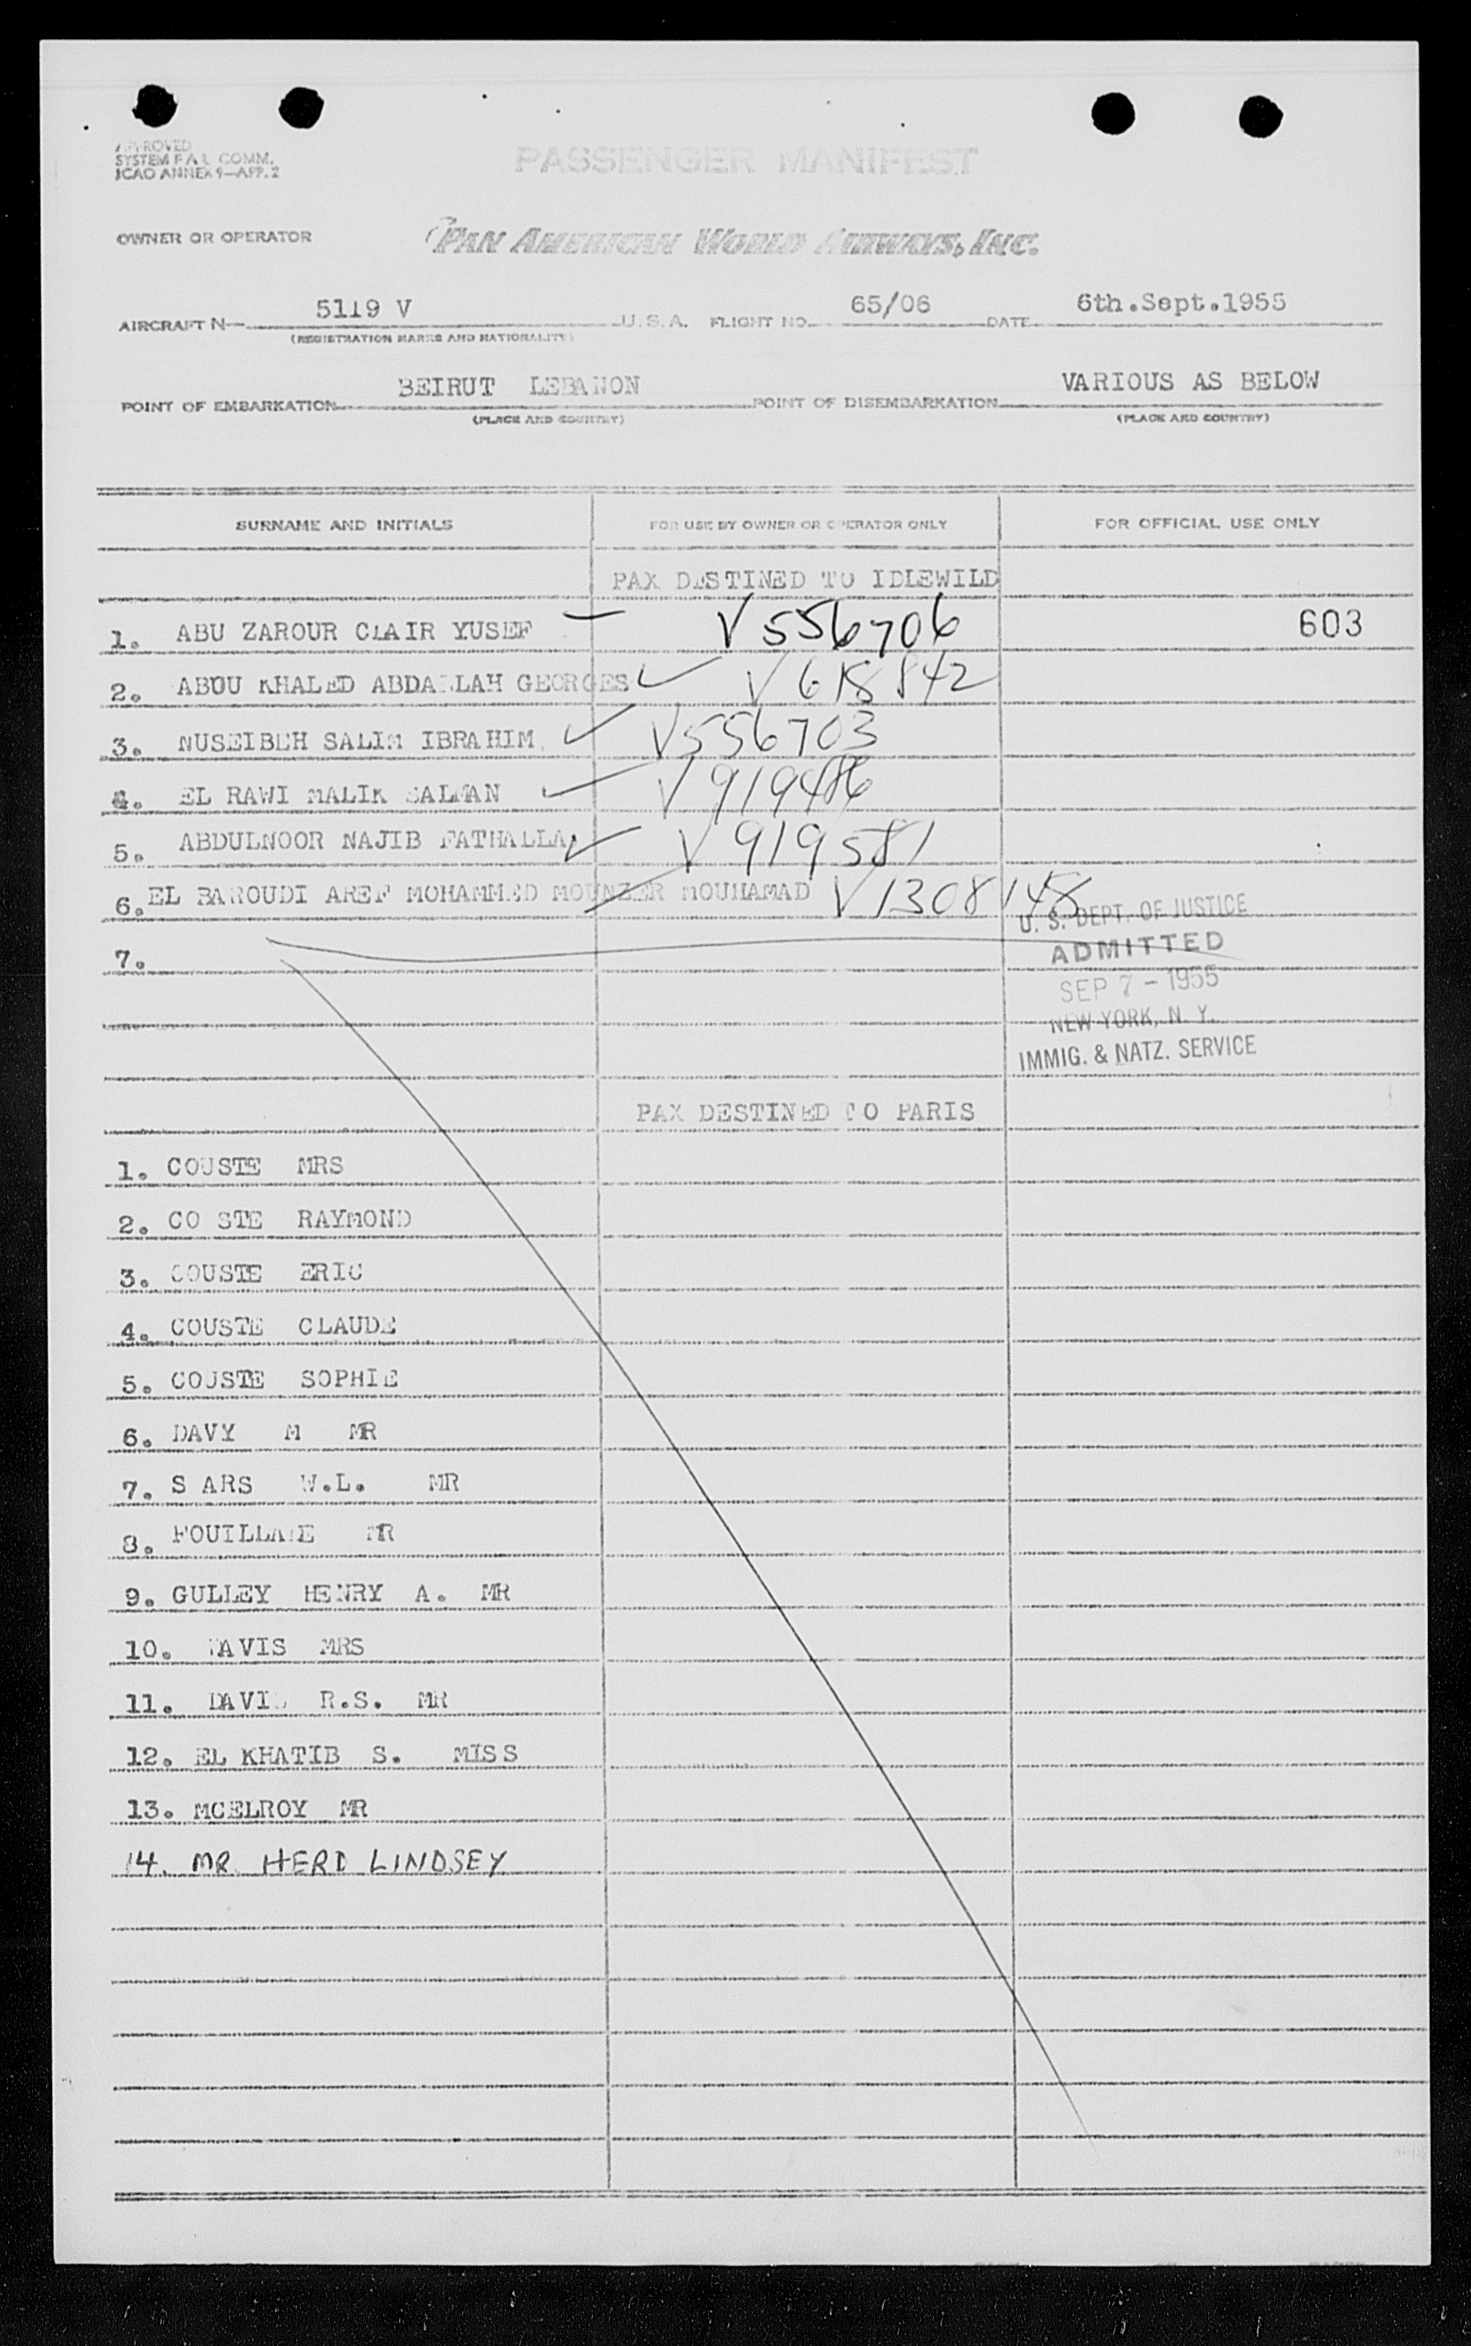 APPROVED
SYSTEM F.A.L. COMM.
ICAO ANNEX 9—APP. 2
PASSENGER MANIFEST
OWNER OR OPERATOR PAN AMERICAN WORLD AIRWAYS, INC.
AIRCRAFT N— 5119 V U.S.A. FLIGHT NO. 65/06 DATE 6th.Sept.1955
(REGISTRATION MARKS AND NATIONALITY)
POINT OF EMBARKATION BEIRUT LEBANON POINT OF DISEMBARKATION VARIOUS AS BELOW
(PLACE AND COUNTRY) (PLACE AND COUNTRY)
SURNAME AND INITIALS FOR USE BY OWNER OR OPERATOR ONLY FOR OFFICIAL USE ONLY
PAX DESTINED TO IDLEWILD
1. ABU ZAROUR CLAIR YUSEF V556706 603
2. ABOU KHALED ABDALLAH GEORGES V 618842
3. NUSEIBEH SALIM IBRAHIM. V556703
4. EL RAWI MALIK SALMAN V919486
5. ABDULNOOR NAJIB FATHALLA V 919581
6. EL BAROUDI AREF MOHAMMED MOUNZER MOUHAMAD V 1308148
U. S. DEPT. OF JUSTICE
7. ADMITTED
SEP 7 - 1955
NEW YORK, N. Y.
IMMIG. & NATZ. SERVICE
PAX DESTINED TO PARIS
1. COUSTE MRS
2. CO STE RAYMOND
3. COUSTE ERIC
4. COUSTE CLAUDE
5. COUSTE SOPHIE
6. DAVY M MR
7. S ARS W.L. MR
8. MR
9. GULLEY HENRY A. MR
10. DAVIS MRS
11. DAVIS R.S. MR
12. EL KHATIB S. MISS
13. MCELROY MR
14. MR HERD LINDSEY